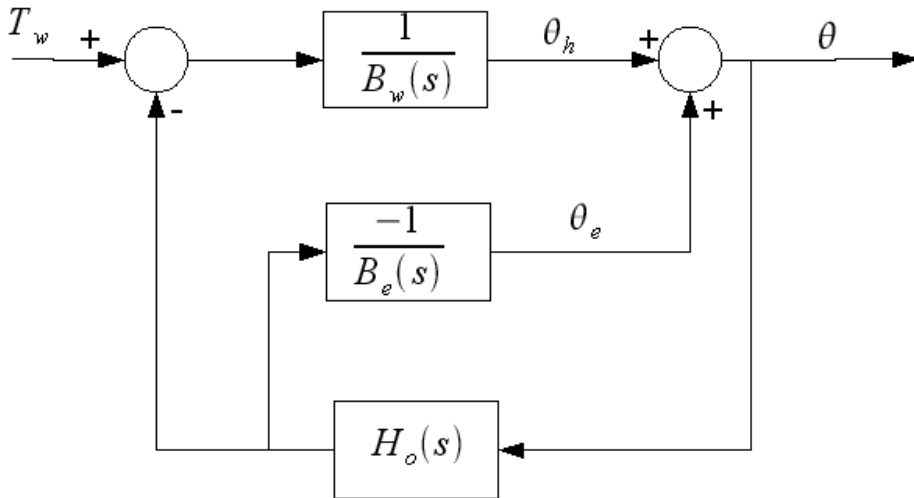 T_w + 1/B_w(s) θ_h + θ
- +
-1/B_e(s) θ_e
H_o(s)